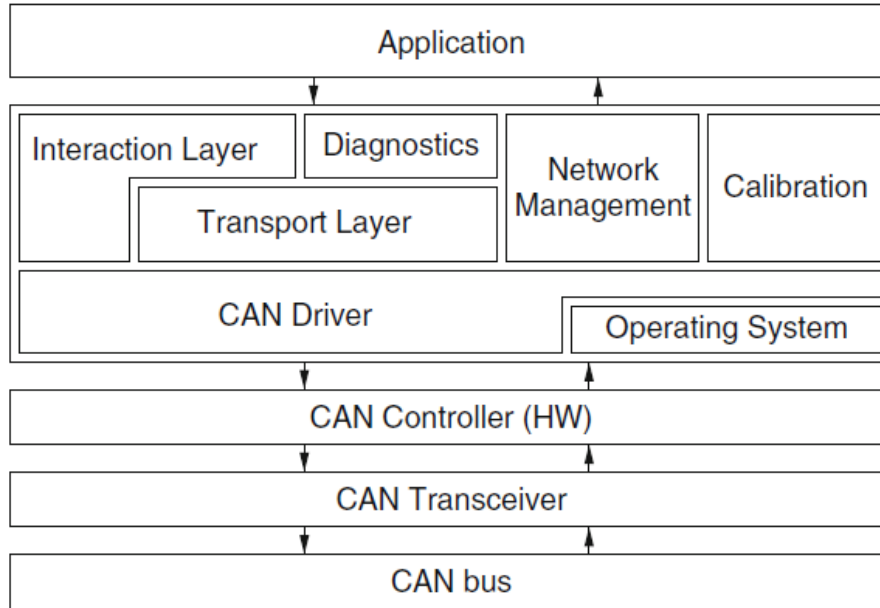 Application
Interaction Layer
Diagnostics
Network
Management
Calibration
Transport Layer
CAN Driver
Operating System
CAN Controller (HW)
CAN Transceiver
CAN bus